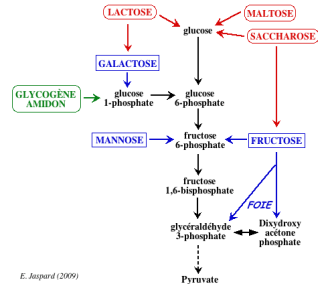 LACTOSE
MALTOSE
glucose
SACCHAROSE
GALACTOSE
GLYCOGÈNE
AMIDON
glucose
1-phosphate
glucose
6-phosphate
MANNOSE
fructose
6-phosphate
FRUCTOSE
fructose
1,6-bisphosphate
FOIE
glycéraldéhyde
3-phosphate
Dixydroxy
acétone
phosphate
E. Jaspard (2009)
Pyruvate